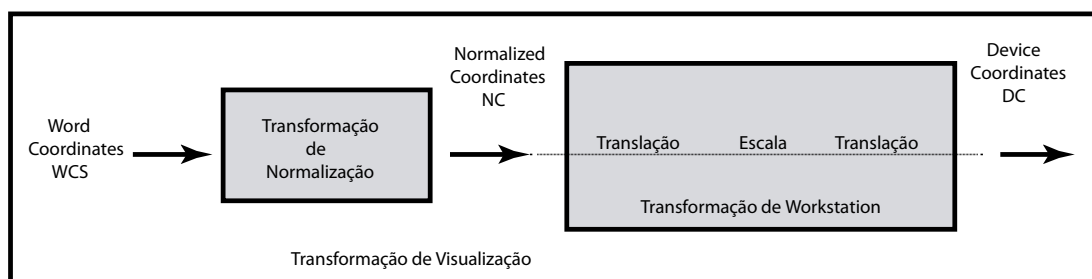 Word
Coordinates
WCS
Transformação
de
Normalização
Normalized
Coordinates
NC
Translação Escala Translação
Transformação de Workstation
Device
Coordinates
DC
Transformação de Visualização